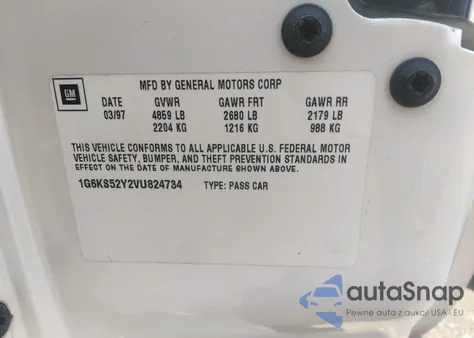 GM
MFD BY GENERAL MOTORS CORP
DATE GVWR GAWR FRT GAWR RR
03/97 4859 LB 2680 LB 2179 LB
2204 KG 1216 KG 988 KG
THIS VEHICLE CONFORMS TO ALL APPLICABLE U.S. FEDERAL MOTOR
VEHICLE SAFETY, BUMPER, AND THEFT PREVENTION STANDARDS IN
EFFECT ON THE DATE OF MANUFACTURE SHOWN ABOVE.
1G6KS52Y2VU824734 TYPE: PASS CAR
autoSnap
Pewne auto z aukcji USA i EU